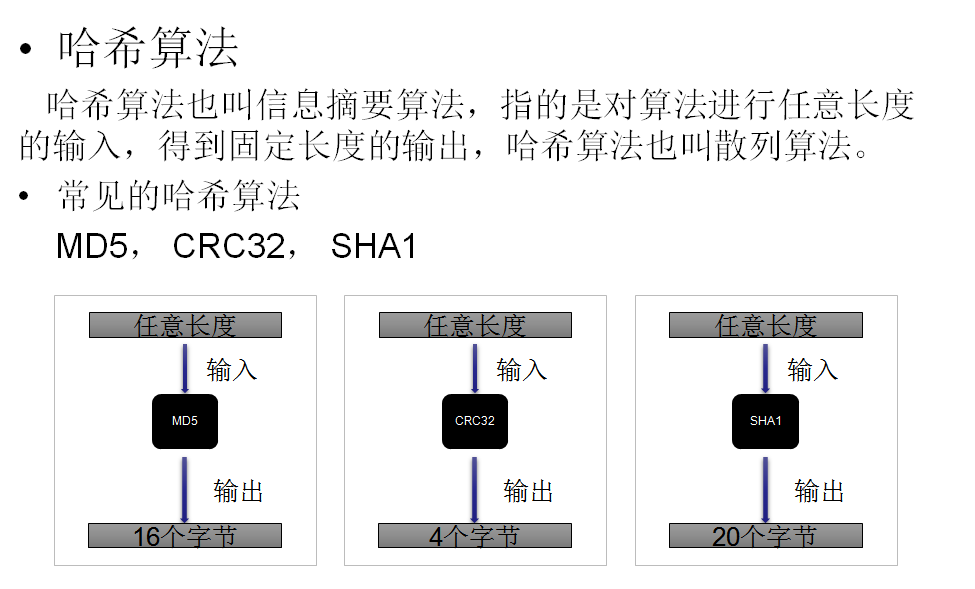 • 哈希算法
哈希算法也叫信息摘要算法，指的是对算法进行任意长度
的输入，得到固定长度的输出，哈希算法也叫散列算法。
• 常见的哈希算法
MD5， CRC32， SHA1
任意长度
输入
MD5
输出
16个字节
任意长度
输入
CRC32
输出
4个字节
任意长度
输入
SHA1
输出
20个字节